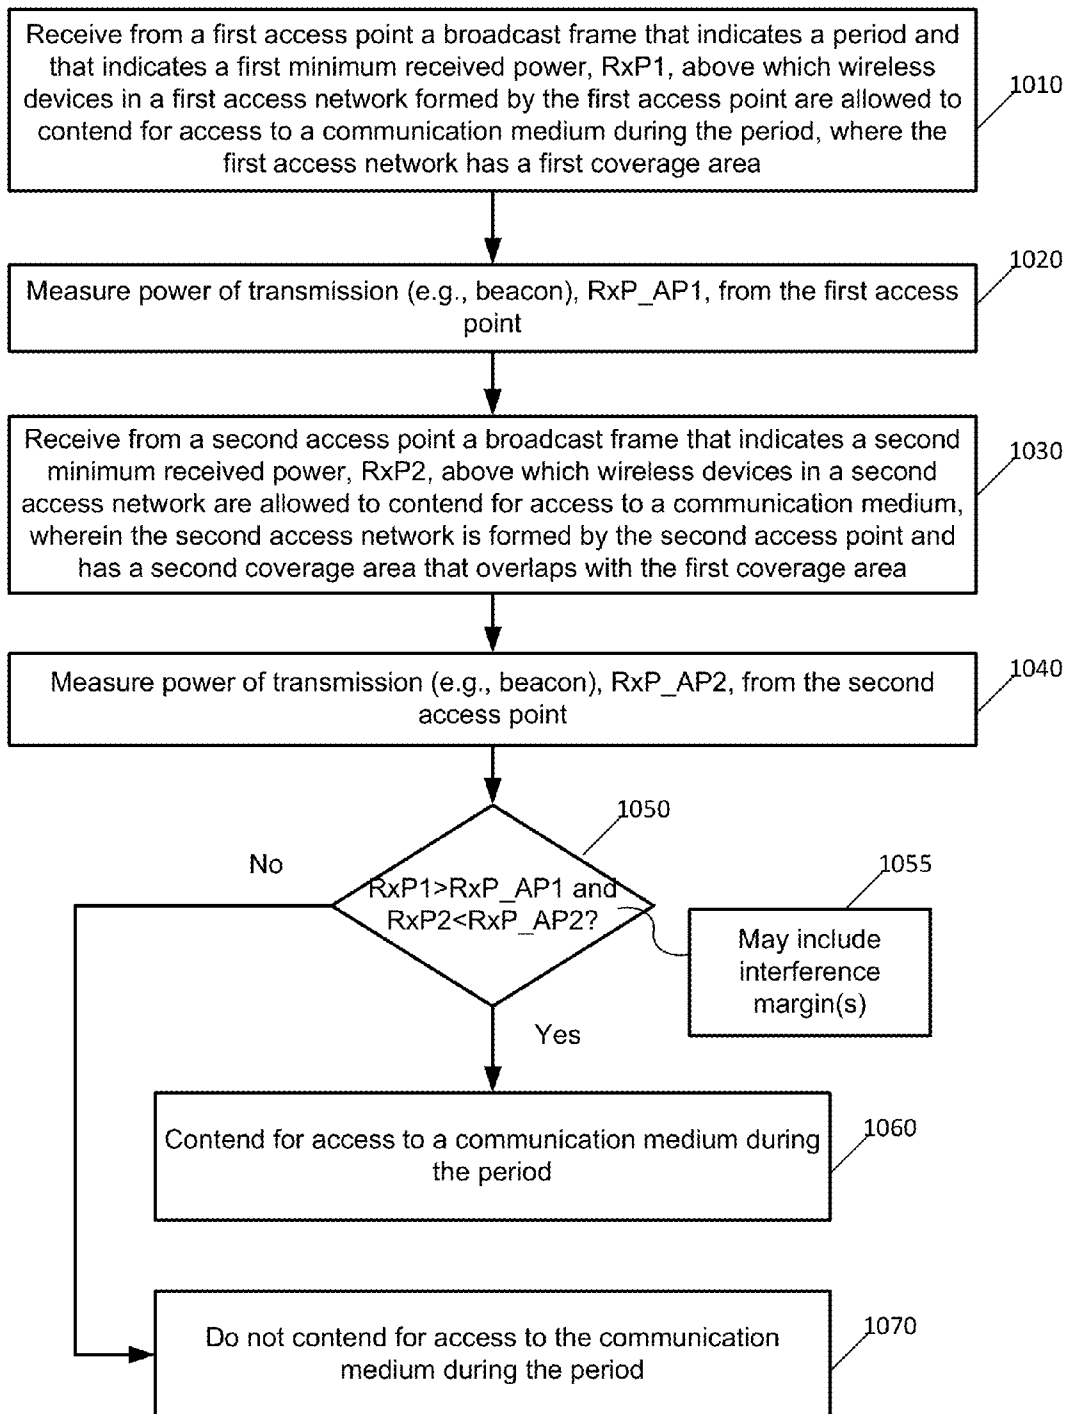 Receive from a first access point a broadcast frame that indicates a period and
that indicates a first minimum received power, RxP1, above which wireless
devices in a first access network formed by the first access point are allowed to
contend for access to a communication medium during the period, where the
first access network has a first coverage area
1010
Measure power of transmission (e.g., beacon), RxP_AP1, from the first access
point
1020
Receive from a second access point a broadcast frame that indicates a second
minimum received power, RxP2, above which wireless devices in a second
access network are allowed to contend for access to a communication medium,
wherein the second access network is formed by the second access point and
has a second coverage area that overlaps with the first coverage area
1030
Measure power of transmission (e.g., beacon), RxP_AP2, from the second
access point
1040
1050
No
RxP1>RxP_AP1 and
RxP2<RxP_AP2?
1055
May include
interference
margin(s)
Yes
Contend for access to a communication medium during
the period
1060
Do not contend for access to the communication
medium during the period
1070